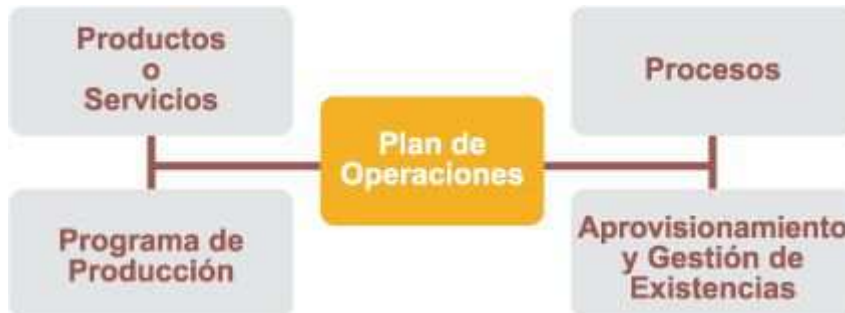 Productos
o
Servicios
Procesos
Plan de
Operaciones
Programa de
Producción
Aprovisionamiento
y Gestión de
Existencias